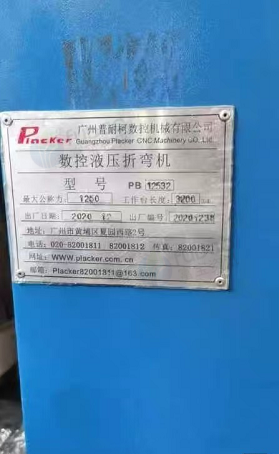 Placker 广州普耐柯数控机械有限公司
Guangzhou Placker CNC Machinery CO. Ltd.
数控液压折弯机
型号 PB 12532
最大公称力: 1250 工作台长度: 3200
出厂日期: 2020 12 出厂编号: 2020123
地址: 广州市黄埔区夏园西路2号
电话: 020-82001811 82001812 传真: 82001821
网址: WWW.placker.com.cn
邮箱: Placker82001811@163.com